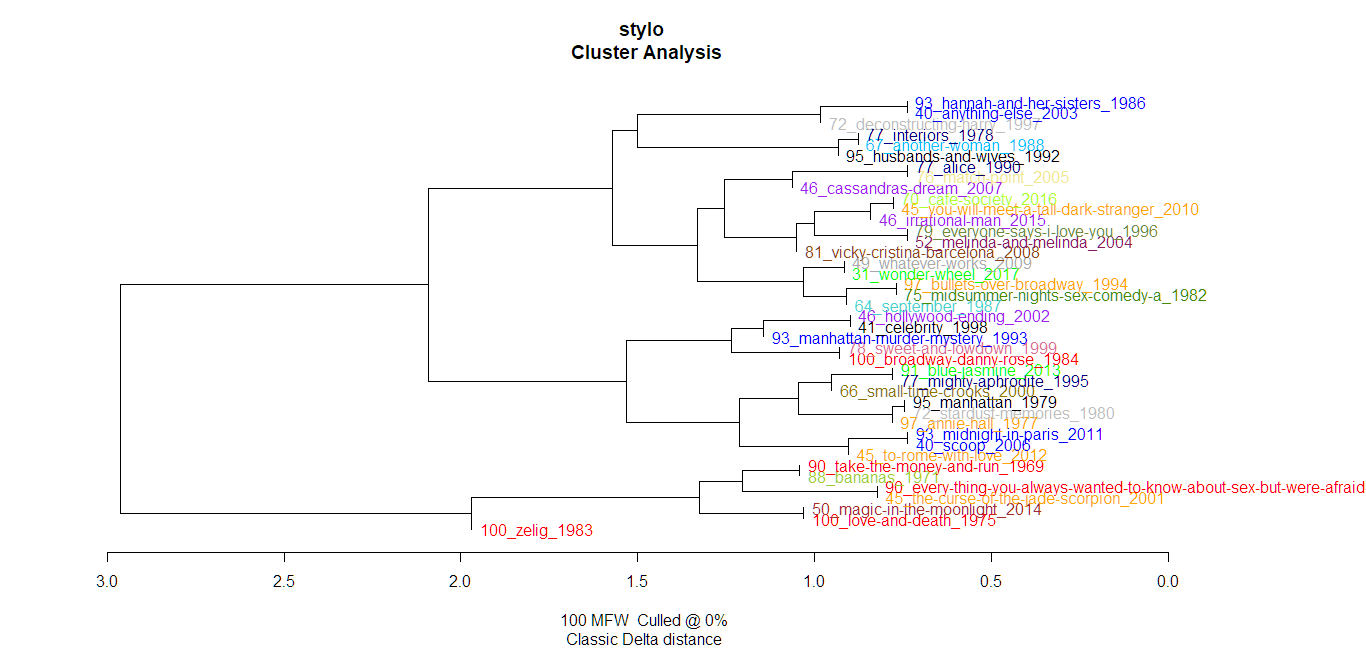 stylo
Cluster Analysis
93_hannah-and-her-sisters_1986
40_anything-else_2003
72_deconstructing-harry_1997
77_interiors_1978
67_another-woman_1988
95_husbands-and-wives_1992
77_alice_1990
76_match-point_2005
46_cassandras-dream_2007
70_cafe-society_2016
45_you-will-meet-a-tall-dark-stranger_2010
46_irrational-man_2015
79_everyone-says-i-love-you_1996
52_melinda-and-melinda_2004
81_vicky-cristina-barcelona_2008
49_whatever-works_2009
31_wonder-wheel_2017
97_bullets-over-broadway_1994
75_midsummer-nights-sex-comedy-a_1982
64_september_1987
46_hollywood-ending_2002
41_celebrity_1998
93_manhattan-murder-mystery_1993
78_sweet-and-lowdown_1999
100_broadway-danny-rose_1984
91_blue-jasmine_2013
77_mighty-aphrodite_1995
66_small-time-crooks_2000
95_manhattan_1979
72_stardust-memories_1980
97_annie-hall_1977
93_midnight-in-paris_2011
40_scoop_2006
45_to-rome-with-love_2012
90_take-the-money-and-run_1969
88_bananas_1971
90_every-thing-you-always-wanted-to-know-about-sex-but-were-afraid
45_the-curse-of-the-jade-scorpion_2001
50_magic-in-the-moonlight_2014
100_love-and-death_1975
100_zelig_1983
3.0 2.5 2.0 1.5 1.0 0.5 0.0
100 MFW Culled @ 0%
Classic Delta distance